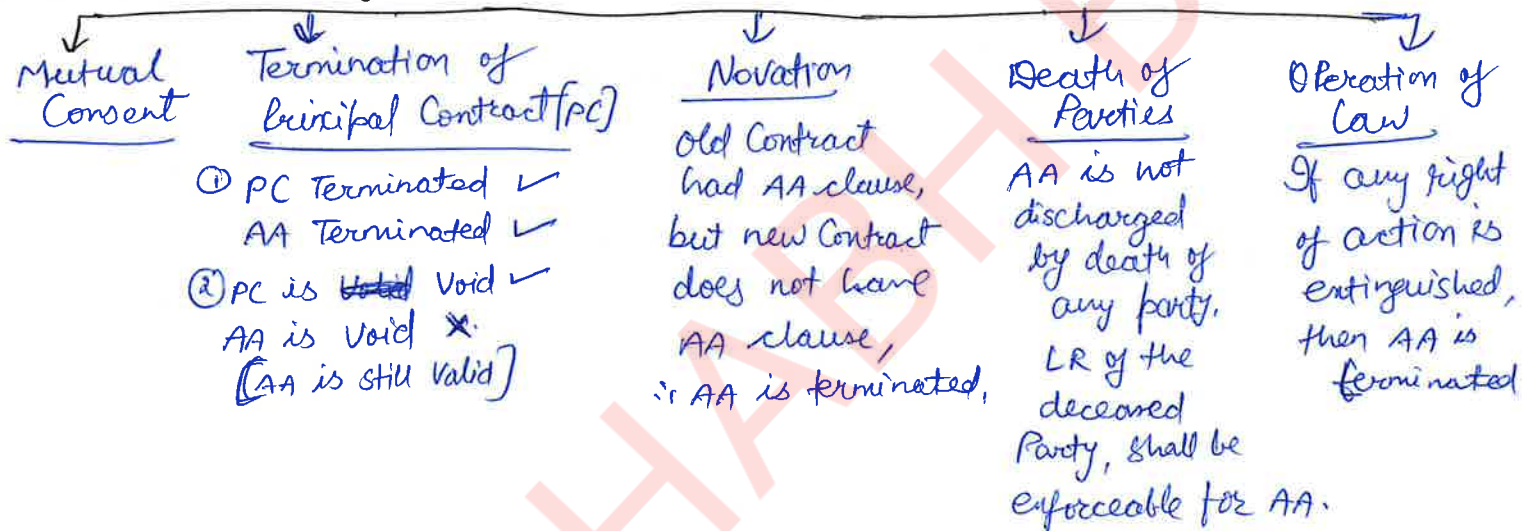 Mutual
Consent
Termination of
Principal Contract [PC]
① PC Terminated ✓
AA Terminated ✓
② PC is Void ✓
AA is Void ×.
[AA is still Valid]
Novation
old Contract
had AA clause,
but new Contract
does not have
AA clause,
∵ AA is terminated.
Death of
Parties
AA is not
discharged
by death of
any party.
LR of the
deceased
Party, shall be
enforceable for AA.
Operation of
Law
If any right
of action is
extinguished,
then AA is
terminated